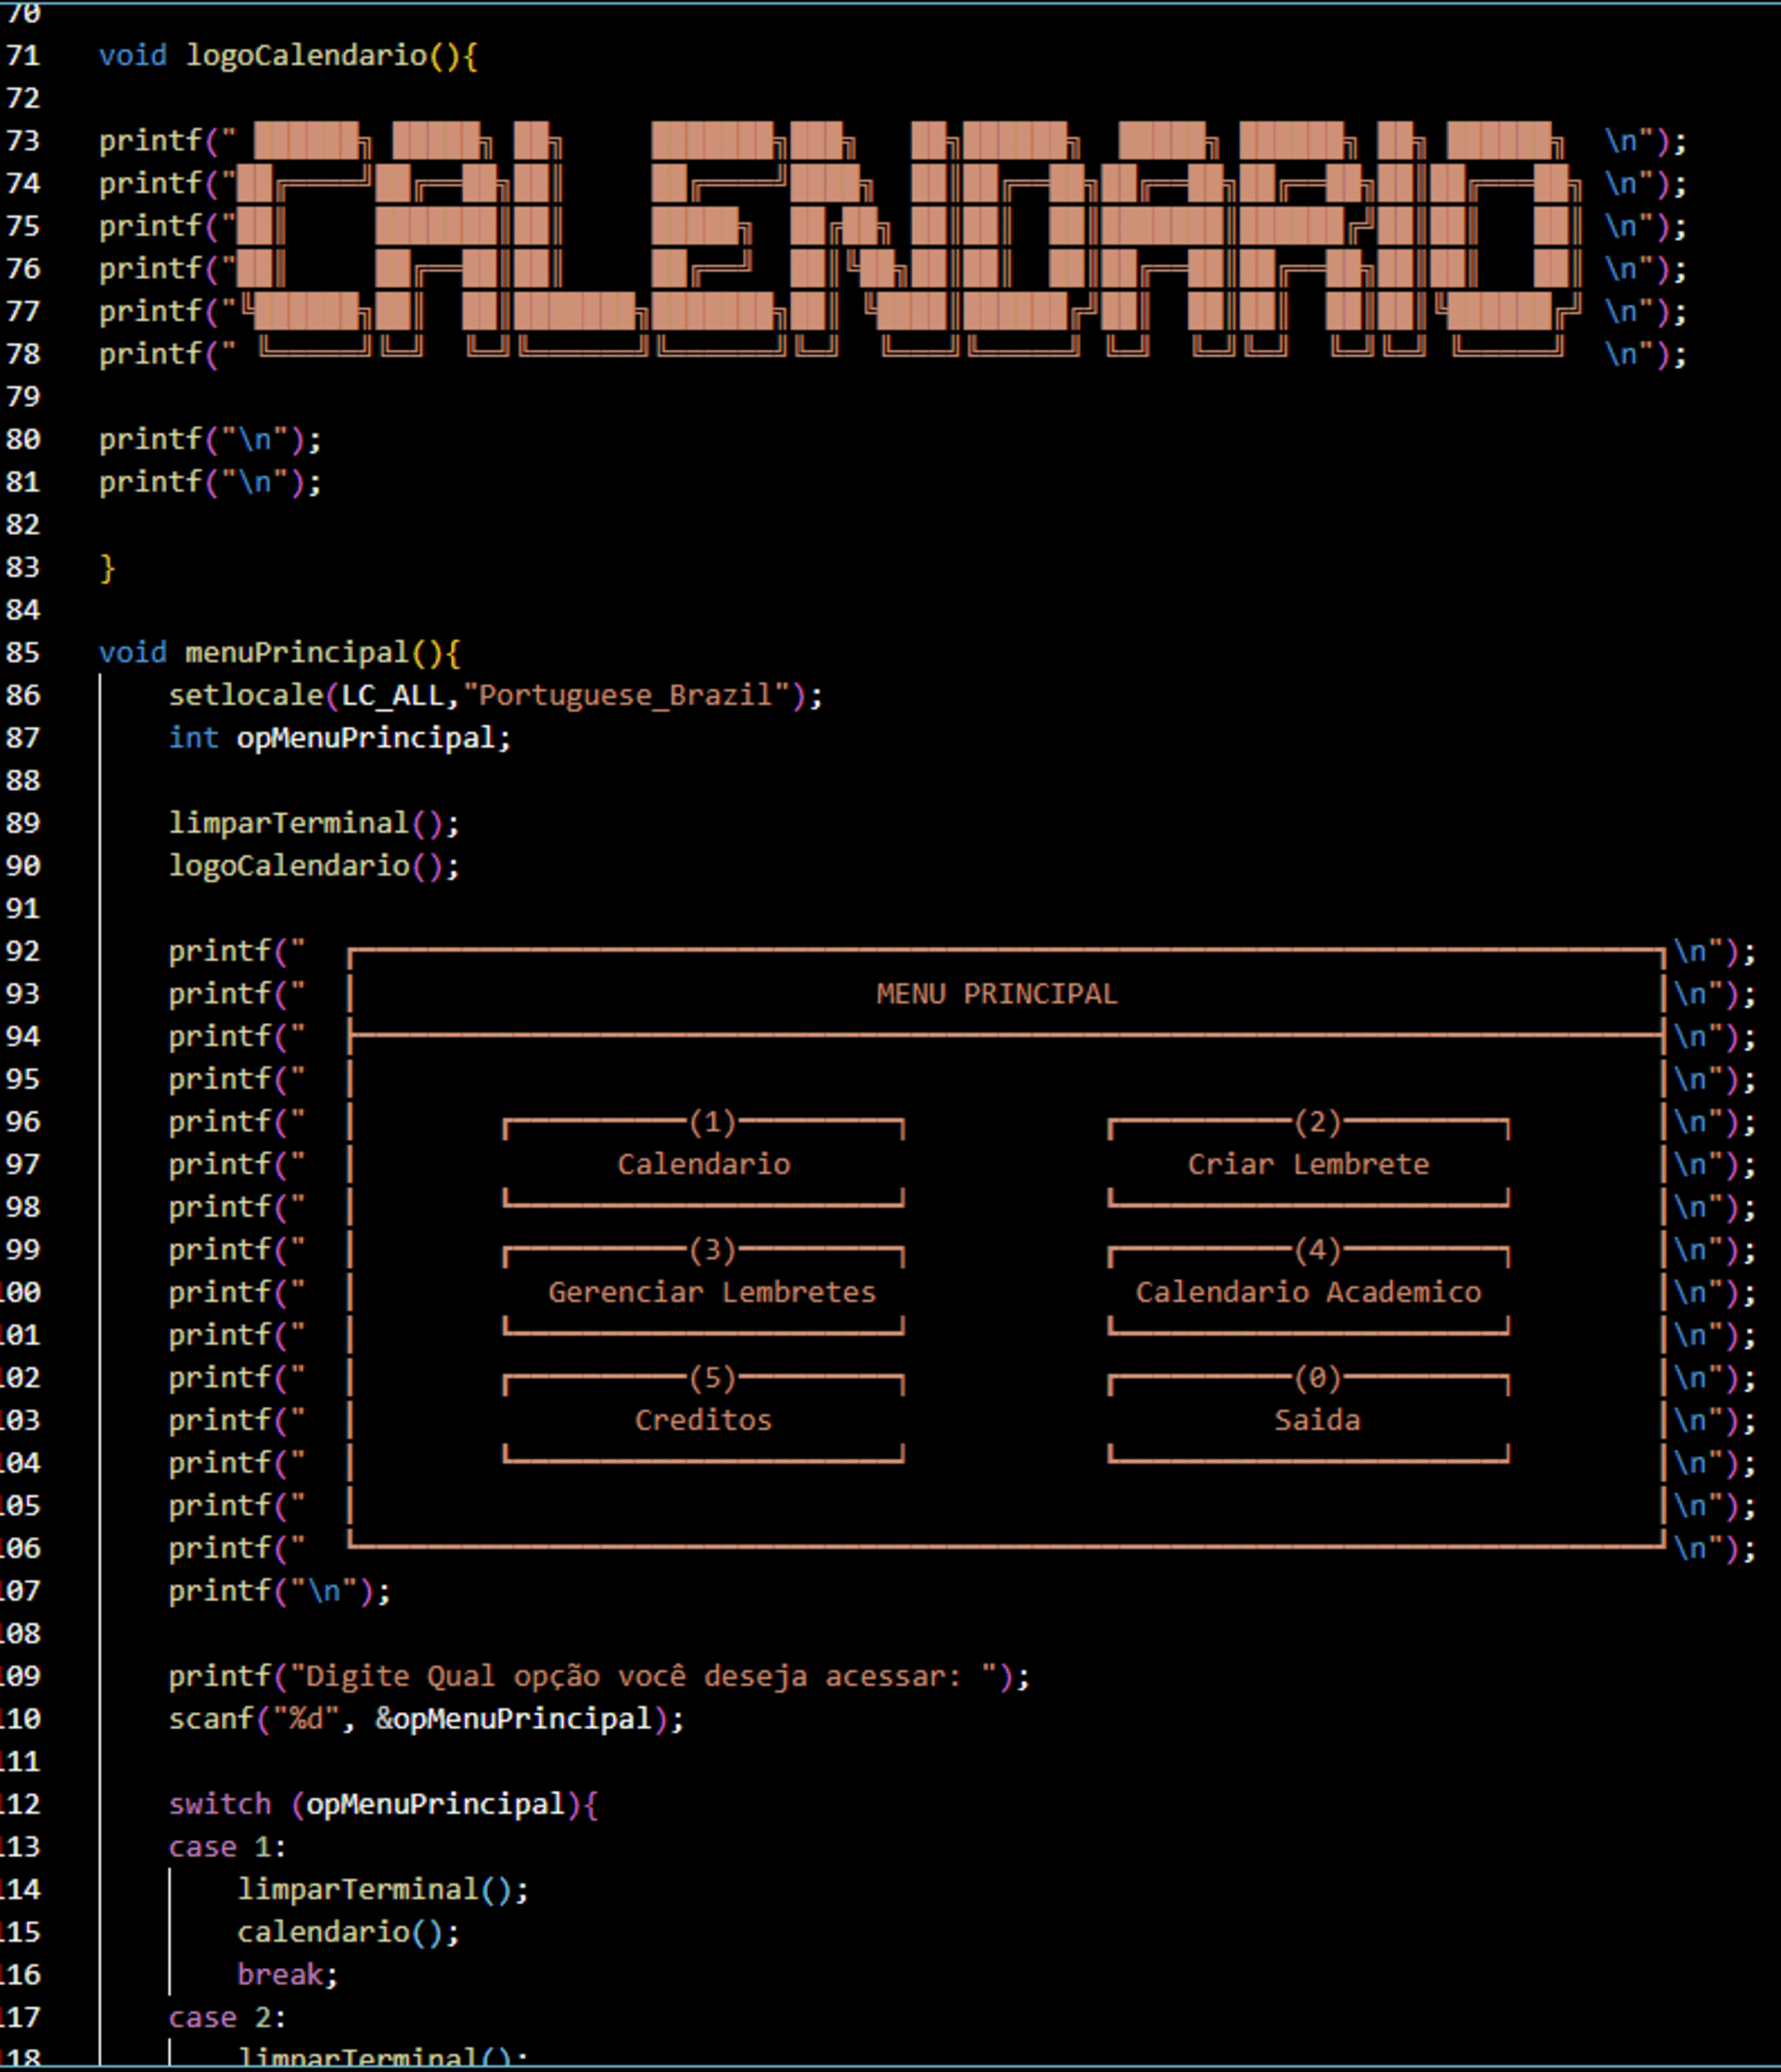 70
71 void logoCalendario(){
72
73 printf(" ██████╗ █████╗ ██╗     ███████╗███╗   ██╗██████╗  █████╗ ██████╗ ██╗ ██████╗  \n");
74 printf("██╔════╝██╔══██╗██║     ██╔════╝████╗  ██║██╔══██╗██╔══██╗██╔══██╗██║██╔═══██╗ \n");
75 printf("██║     ███████║██║     █████╗  ██╔██╗ ██║██║  ██║███████║██████╔╝██║██║   ██║ \n");
76 printf("██║     ██╔══██║██║     ██╔══╝  ██║╚██╗██║██║  ██║██╔══██║██╔══██╗██║██║   ██║ \n");
77 printf("╚██████╗██║  ██║███████╗███████╗██║ ╚████║██████╔╝██║  ██║██║  ██║██║╚██████╔╝ \n");
78 printf(" ╚═════╝╚═╝  ╚═╝╚══════╝╚══════╝╚═╝  ╚═══╝╚═════╝ ╚═╝  ╚═╝╚═╝  ╚═╝╚═╝ ╚═════╝  \n");
79
80 printf("\n");
81 printf("\n");
82
83 }
84
85 void menuPrincipal(){
86 setlocale(LC_ALL,"Portuguese_Brazil");
87 int opMenuPrincipal;
88
89 limparTerminal();
90 logoCalendario();
91
92 printf("  ┏━━━━━━━━━━━━━━━━━━━━━━━━━━━━━━━━━━━━━━━━━━━━━━━━━━━━━━━━━━━━━━━━━━━━━━━━━━━┓\n");
93 printf("  ┃                              MENU PRINCIPAL                               ┃\n");
94 printf("  ┣━━━━━━━━━━━━━━━━━━━━━━━━━━━━━━━━━━━━━━━━━━━━━━━━━━━━━━━━━━━━━━━━━━━━━━━━━━━┫\n");
95 printf("  ┃                                                                           ┃\n");
96 printf("  ┃        ┏━━━━━━━━━━(1)━━━━━━━━━┓           ┏━━━━━━━━━━(2)━━━━━━━━━┓        ┃\n");
97 printf("  ┃               Calendario                       Criar Lembrete             ┃\n");
98 printf("  ┃        ┗━━━━━━━━━━━━━━━━━━━━━━┛           ┗━━━━━━━━━━━━━━━━━━━━━━┛        ┃\n");
99 printf("  ┃        ┏━━━━━━━━━━(3)━━━━━━━━━┓           ┏━━━━━━━━━━(4)━━━━━━━━━┓        ┃\n");
100 printf("  ┃           Gerenciar Lembretes               Calendario Academico          ┃\n");
101 printf("  ┃        ┗━━━━━━━━━━━━━━━━━━━━━━┛           ┗━━━━━━━━━━━━━━━━━━━━━━┛        ┃\n");
102 printf("  ┃        ┏━━━━━━━━━━(5)━━━━━━━━━┓           ┏━━━━━━━━━━(0)━━━━━━━━━┓        ┃\n");
103 printf("  ┃                Creditos                             Saida                 ┃\n");
104 printf("  ┃        ┗━━━━━━━━━━━━━━━━━━━━━━┛           ┗━━━━━━━━━━━━━━━━━━━━━━┛        ┃\n");
105 printf("  ┃                                                                           ┃\n");
106 printf("  ┗━━━━━━━━━━━━━━━━━━━━━━━━━━━━━━━━━━━━━━━━━━━━━━━━━━━━━━━━━━━━━━━━━━━━━━━━━━━┛\n");
107 printf("\n");
108
109 printf("Digite Qual opção você deseja acessar: ");
110 scanf("%d", &opMenuPrincipal);
111
112 switch (opMenuPrincipal){
113 case 1:
114 limparTerminal();
115 calendario();
116 break;
117 case 2:
118 limparTerminal();